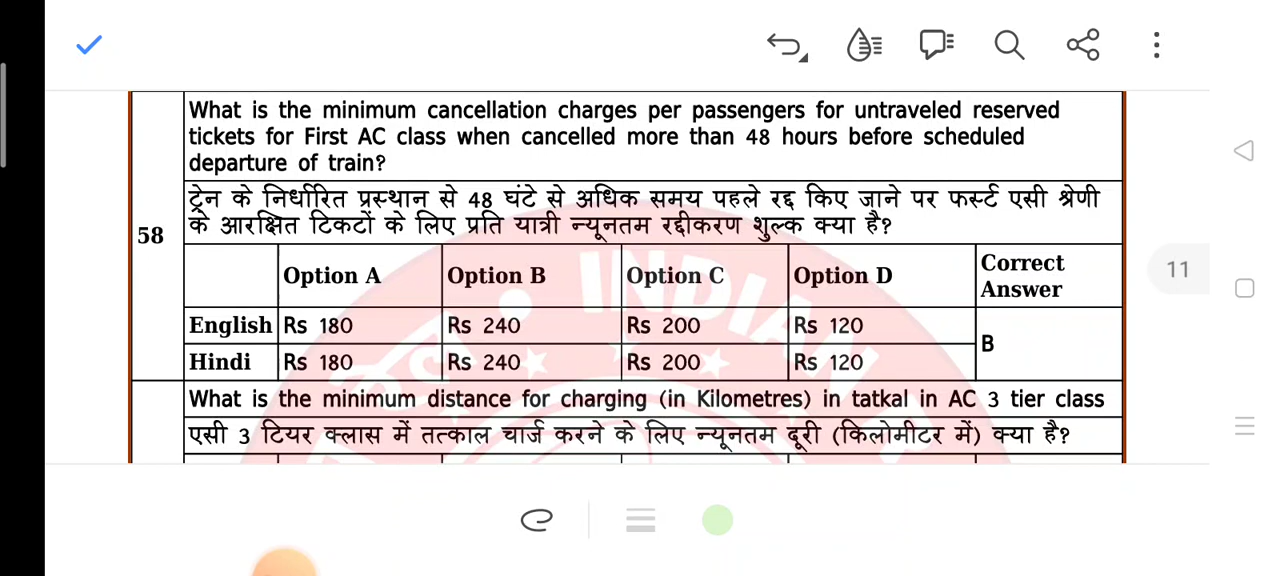 What is the minimum cancellation charges per passengers for untraveled reserved
tickets for First AC class when cancelled more than 48 hours before scheduled
departure of train?
ट्रेन के निर्धारित प्रस्थान से 48 घंटे से अधिक समय पहले रद्द किए जाने पर फर्स्ट एसी श्रेणी
के आरक्षित टिकटों के लिए प्रति यात्री न्यूनतम रद्दीकरण शुल्क क्या है?
58
Option A Option B Option C Option D Correct Answer
English Rs 180 Rs 240 Rs 200 Rs 120 B
Hindi Rs 180 Rs 240 Rs 200 Rs 120
What is the minimum distance for charging (in Kilometres) in tatkal in AC 3 tier class
एसी 3 टियर क्लास में तत्काल चार्ज करने के लिए न्यूनतम दूरी (किलोमीटर में) क्या है?
11
INDIAN